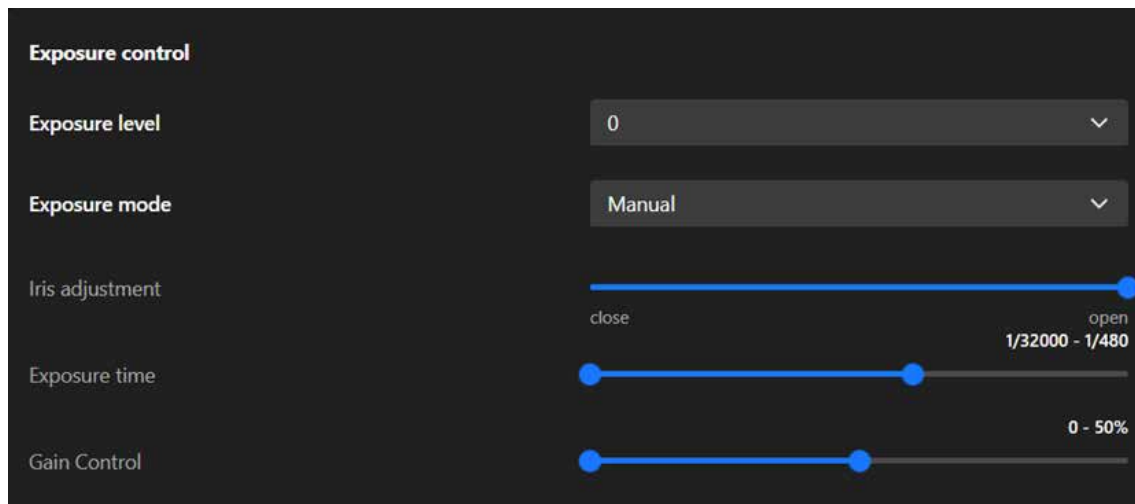 Exposure control
Exposure level
0
Exposure mode
Manual
Iris adjustment
close
open
1/32000 - 1/480
Exposure time
0 - 50%
Gain Control